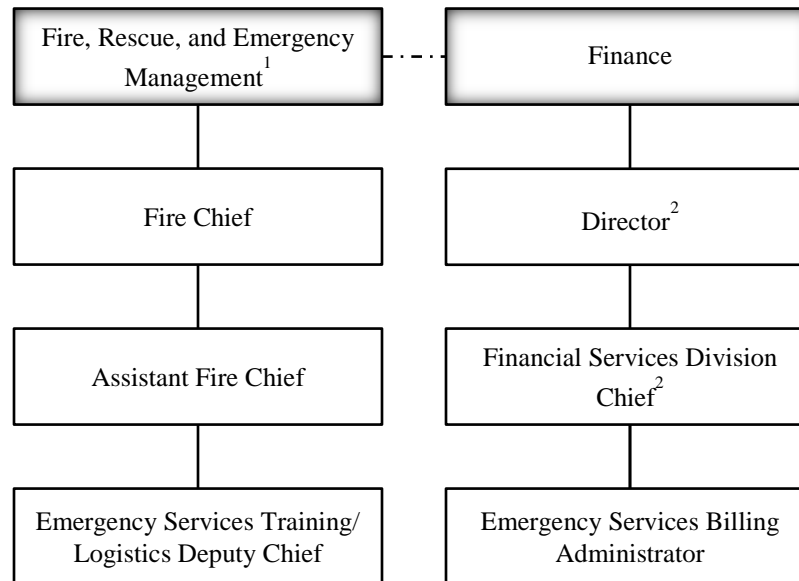 Fire, Rescue, and Emergency
Management¹
Finance
Fire Chief
Director²
Assistant Fire Chief
Financial Services Division
Chief²
Emergency Services Training/
Logistics Deputy Chief
Emergency Services Billing
Administrator